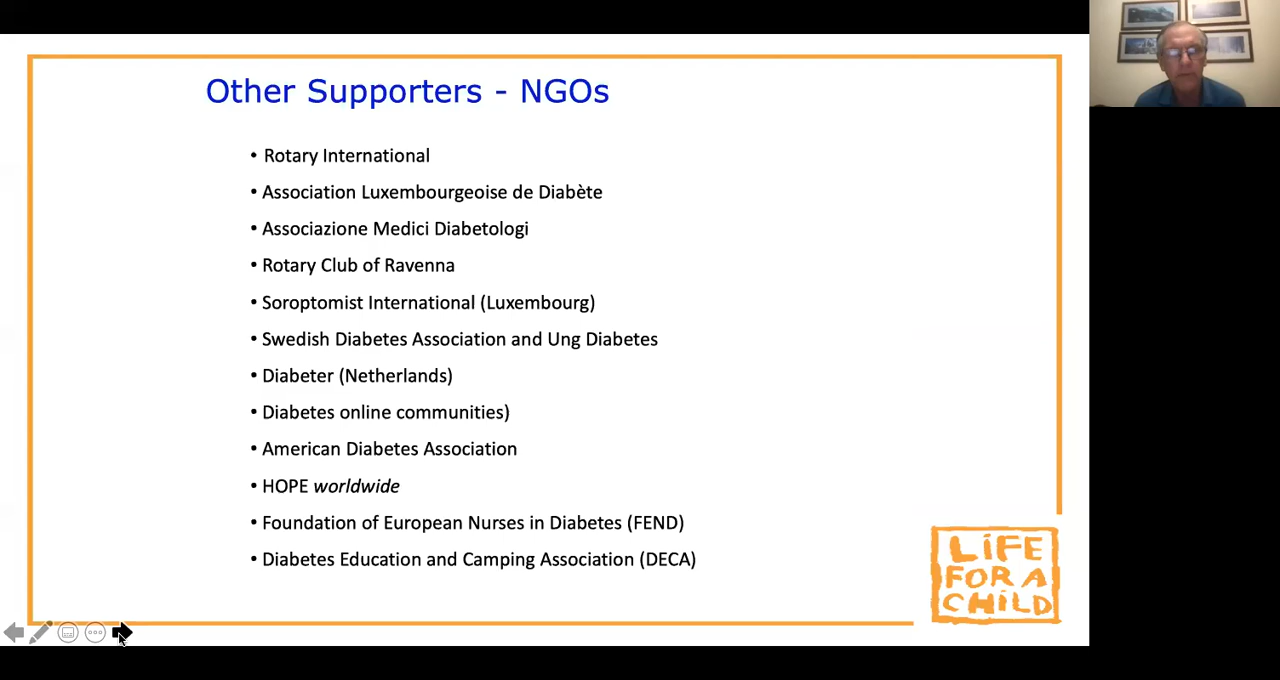 Other Supporters - NGOs
• Rotary International
• Association Luxembourgeoise de Diabète
• Associazione Medici Diabetologi
• Rotary Club of Ravenna
• Soroptomist International (Luxembourg)
• Swedish Diabetes Association and Ung Diabetes
• Diabeter (Netherlands)
• Diabetes online communities)
• American Diabetes Association
• HOPE worldwide
• Foundation of European Nurses in Diabetes (FEND)
• Diabetes Education and Camping Association (DECA)
LiFE
FOR A
CHiLD